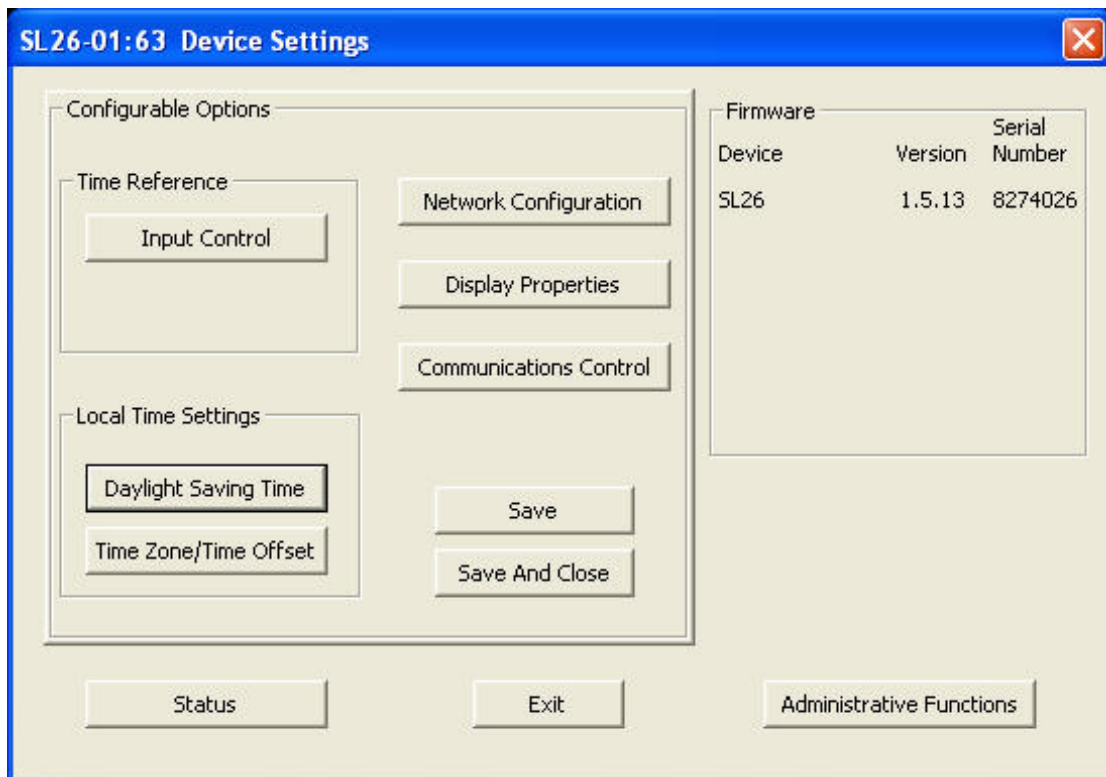 SL26-01:63 Device Settings
Configurable Options
Time Reference
Input Control
Network Configuration
Display Properties
Communications Control
Local Time Settings
Daylight Saving Time
Time Zone/Time Offset
Save
Save And Close
Firmware
Device Version Serial Number
SL26 1.5.13 8274026
Status
Exit
Administrative Functions